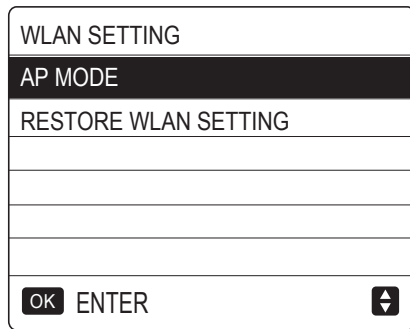 WLAN SETTING
AP MODE
RESTORE WLAN SETTING
OK ENTER